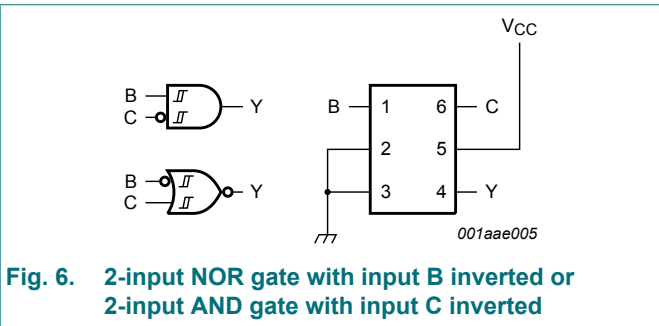 VCC
B
C
Y
B 1 6 C
2 5
3 4 Y
B
C
Y
001aae005
Fig. 6. 2-input NOR gate with input B inverted or
2-input AND gate with input C inverted